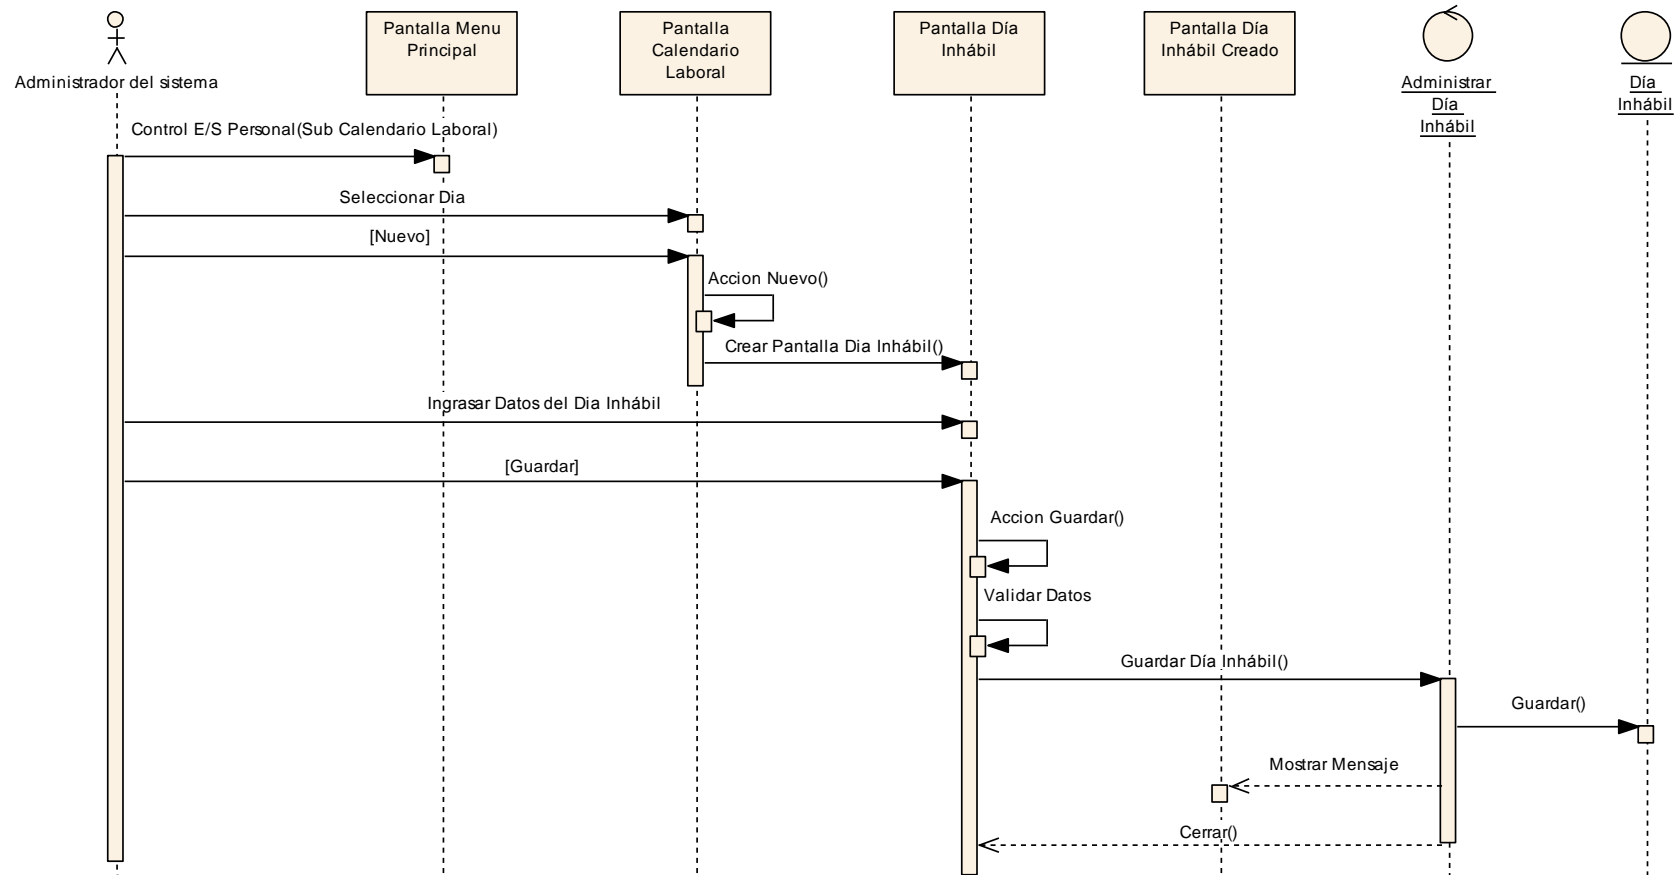 Pantalla Menu
Principal
Pantalla
Calendario
Laboral
Pantalla Día
Inhábil
Pantalla Día
Inhábil Creado
Administrador del sistema
Administrar
Día
Inhábil
Día
Inhábil
Control E/S Personal(Sub Calendario Laboral)
Seleccionar Dia
[Nuevo]
Accion Nuevo()
Crear Pantalla Dia Inhábil()
Ingrasar Datos del Dia Inhábil
[Guardar]
Accion Guardar()
Validar Datos
Guardar Día Inhábil()
Guardar()
Mostrar Mensaje
Cerrar()